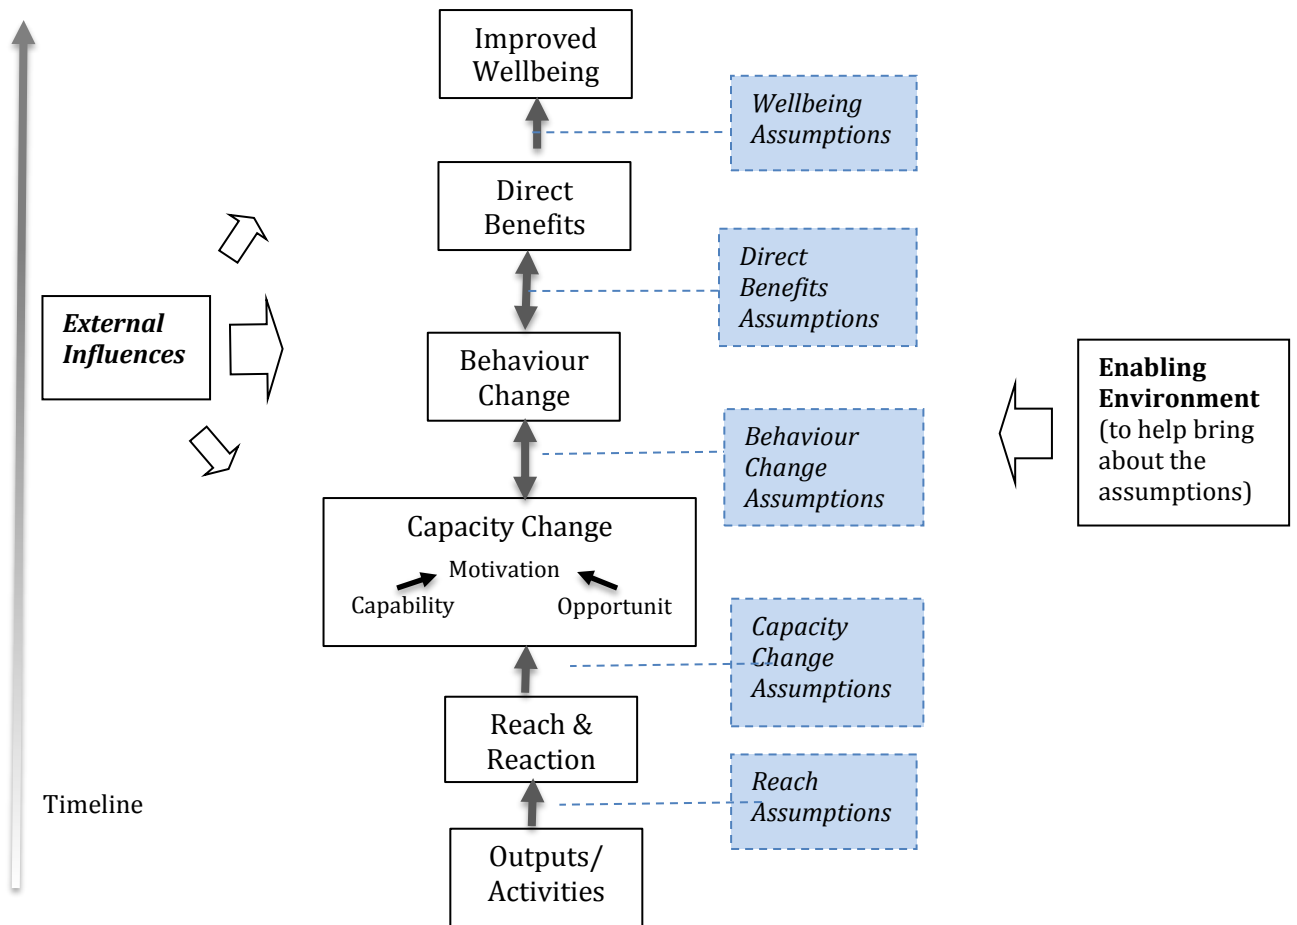 Improved
Wellbeing
Wellbeing
Assumptions
Direct
Benefits
Direct
Benefits
Assumptions
External
Influences
Behaviour
Change
Enabling
Environment
(to help bring
about the
assumptions)
Behaviour
Change
Assumptions
Capacity Change
Motivation
Capability
Opportunit
Capacity
Change
Assumptions
Reach &
Reaction
Reach
Assumptions
Timeline
Outputs/
Activities